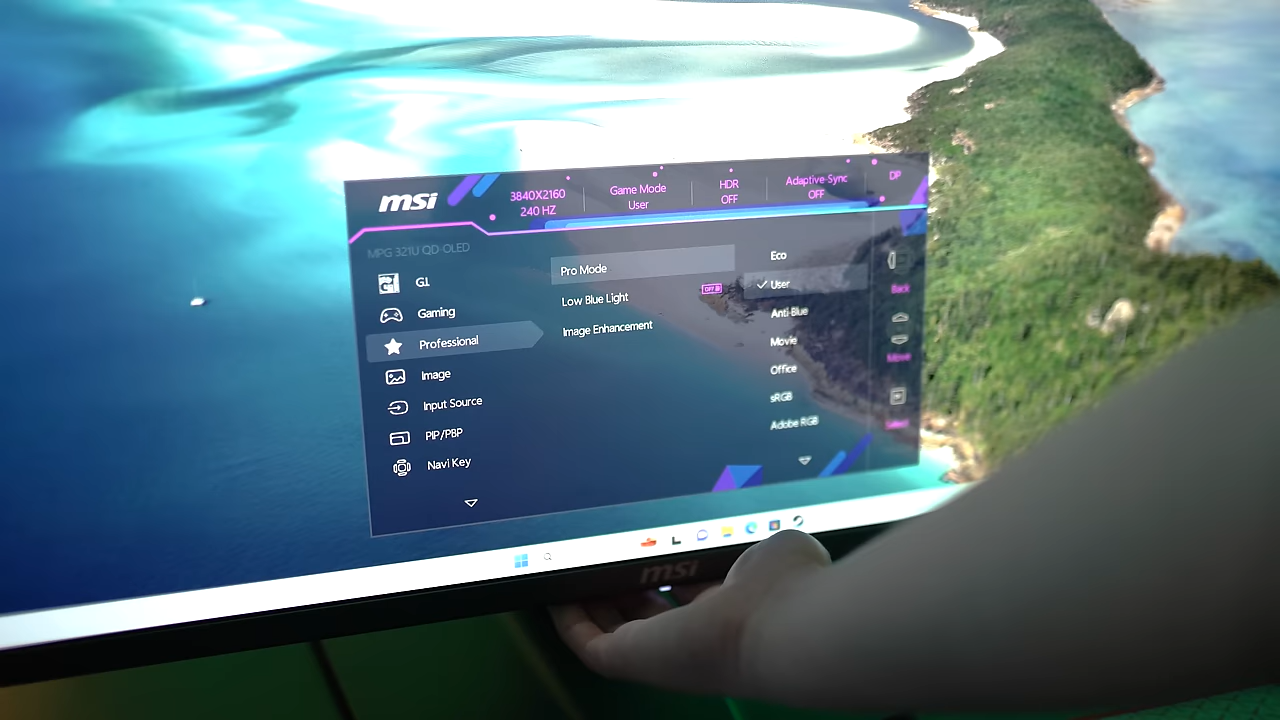 msi
3840X2160
240 HZ
Game Mode
User
HDR
OFF
Adaptive Sync
OFF
DP
MPG 321U QD-OLED
G.I.
Gaming
Professional
Image
Input Source
PIP/PBP
Navi Key
Pro Mode
Low Blue Light
OFF
Image Enhancement
Eco
User
Anti-Blue
Movie
Office
sRGB
Adobe RGB
Back
Move
Select
msi